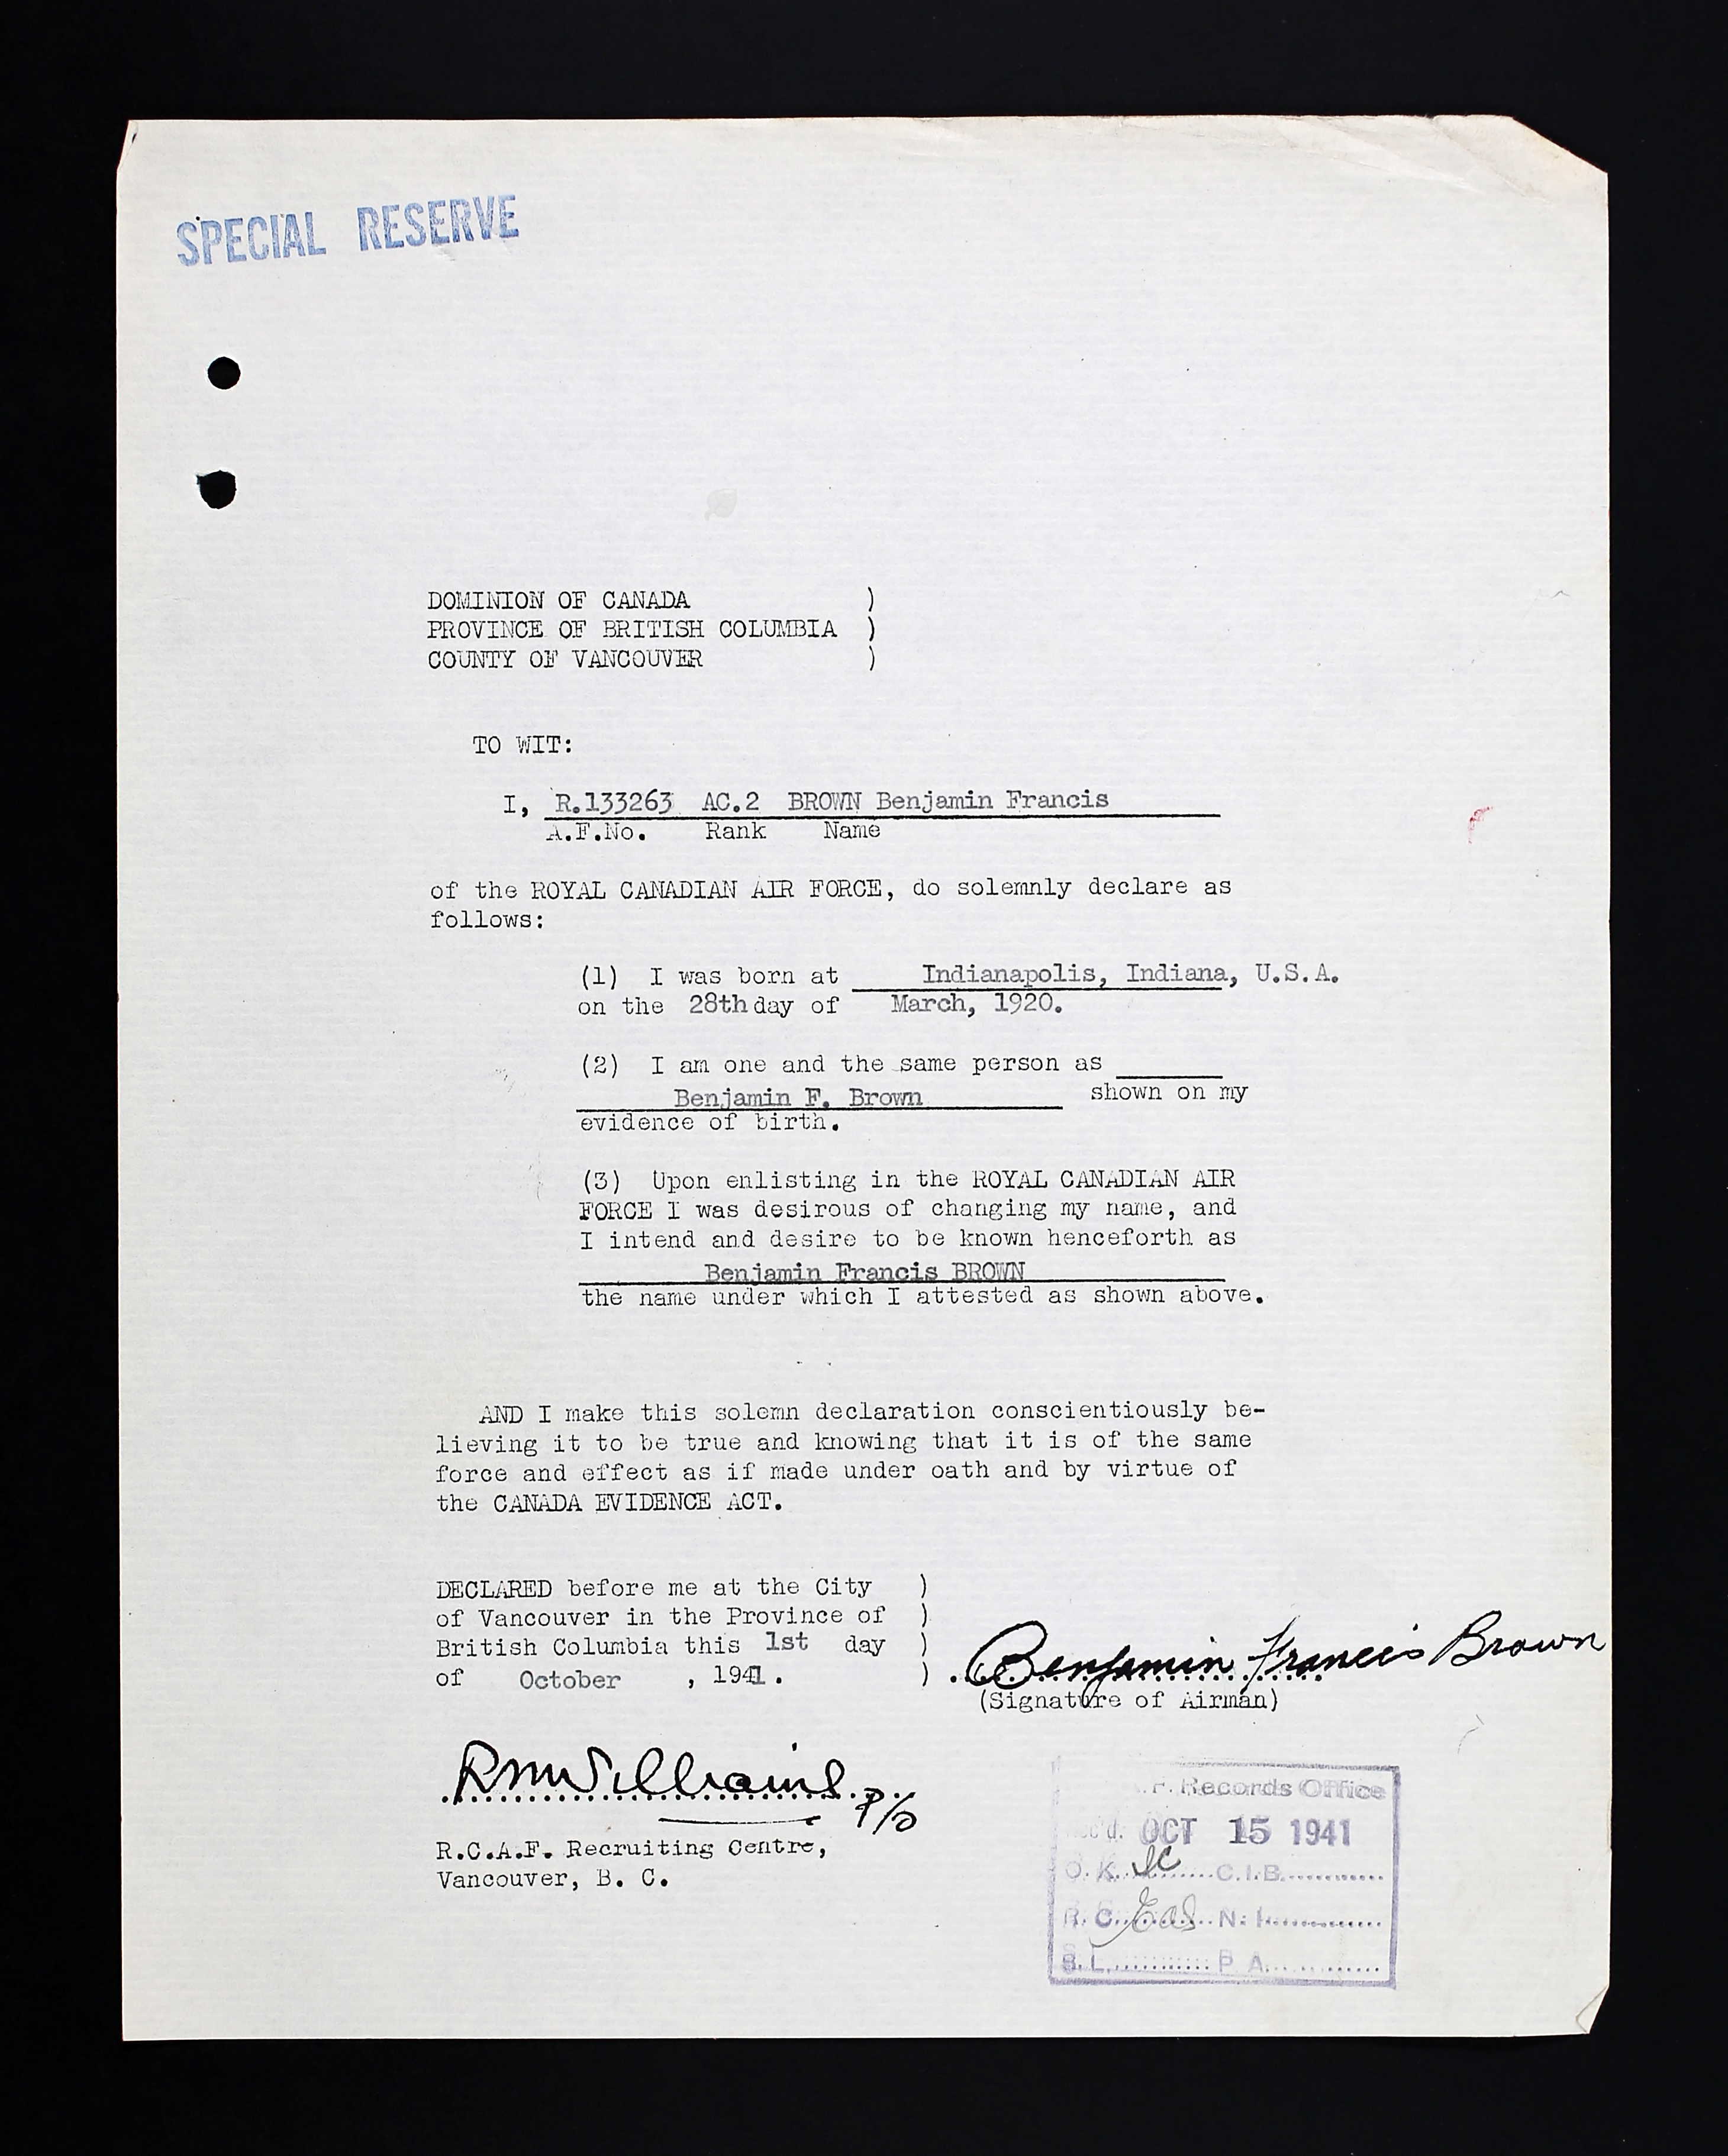 SPECIAL RESERVE
DOMINION OF CANADA )
PROVINCE OF BRITISH COLUMBIA )
COUNTY OF VANCOUVER )
TO WIT:
I, R.133263 AC.2 BROWN Benjamin Francis
A.F.No. Rank Name
of the ROYAL CANADIAN AIR FORCE, do solemnly declare as
follows:
(1) I was born at Indianapolis, Indiana, U.S.A.
on the 28th day of March, 1920.
(2) I am one and the same person as
Benjamin F. Brown shown on my
evidence of birth.
(3) Upon enlisting in the ROYAL CANADIAN AIR
FORCE I was desirous of changing my name, and
I intend and desire to be known henceforth as
Benjamin Francis BROWN
the name under which I attested as shown above.
AND I make this solemn declaration conscientiously be-
lieving it to be true and knowing that it is of the same
force and effect as if made under oath and by virtue of
the CANADA EVIDENCE ACT.
DECLARED before me at the City )
of Vancouver in the Province of )
British Columbia this 1st day )
of October , 1941. ) Benjamin Francis Brown
(Signature of Airman)
RMWilliams P/O
R.C.A.F. Recruiting Centre,
Vancouver, B. C.
F. Records Office
Rec'd. OCT 15 1941
O. K. C.I.B.
R. C. N. I.
S. L. P. A.